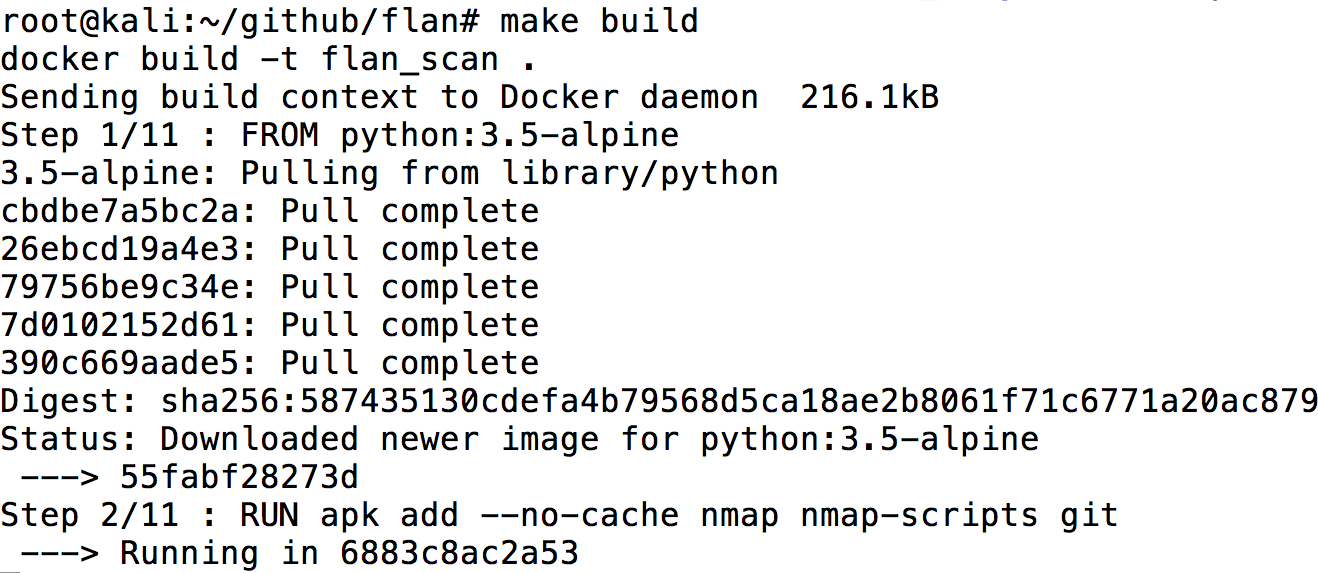 root@kali:~/github/flan# make build
docker build -t flan_scan .
Sending build context to Docker daemon  216.1kB
Step 1/11 : FROM python:3.5-alpine
3.5-alpine: Pulling from library/python
cbdbe7a5bc2a: Pull complete
26ebcd19a4e3: Pull complete
79756be9c34e: Pull complete
7d0102152d61: Pull complete
390c669aade5: Pull complete
Digest: sha256:587435130cdefa4b79568d5ca18ae2b8061f71c6771a20ac879
Status: Downloaded newer image for python:3.5-alpine
 ---> 55fabf28273d
Step 2/11 : RUN apk add --no-cache nmap nmap-scripts git
 ---> Running in 6883c8ac2a53